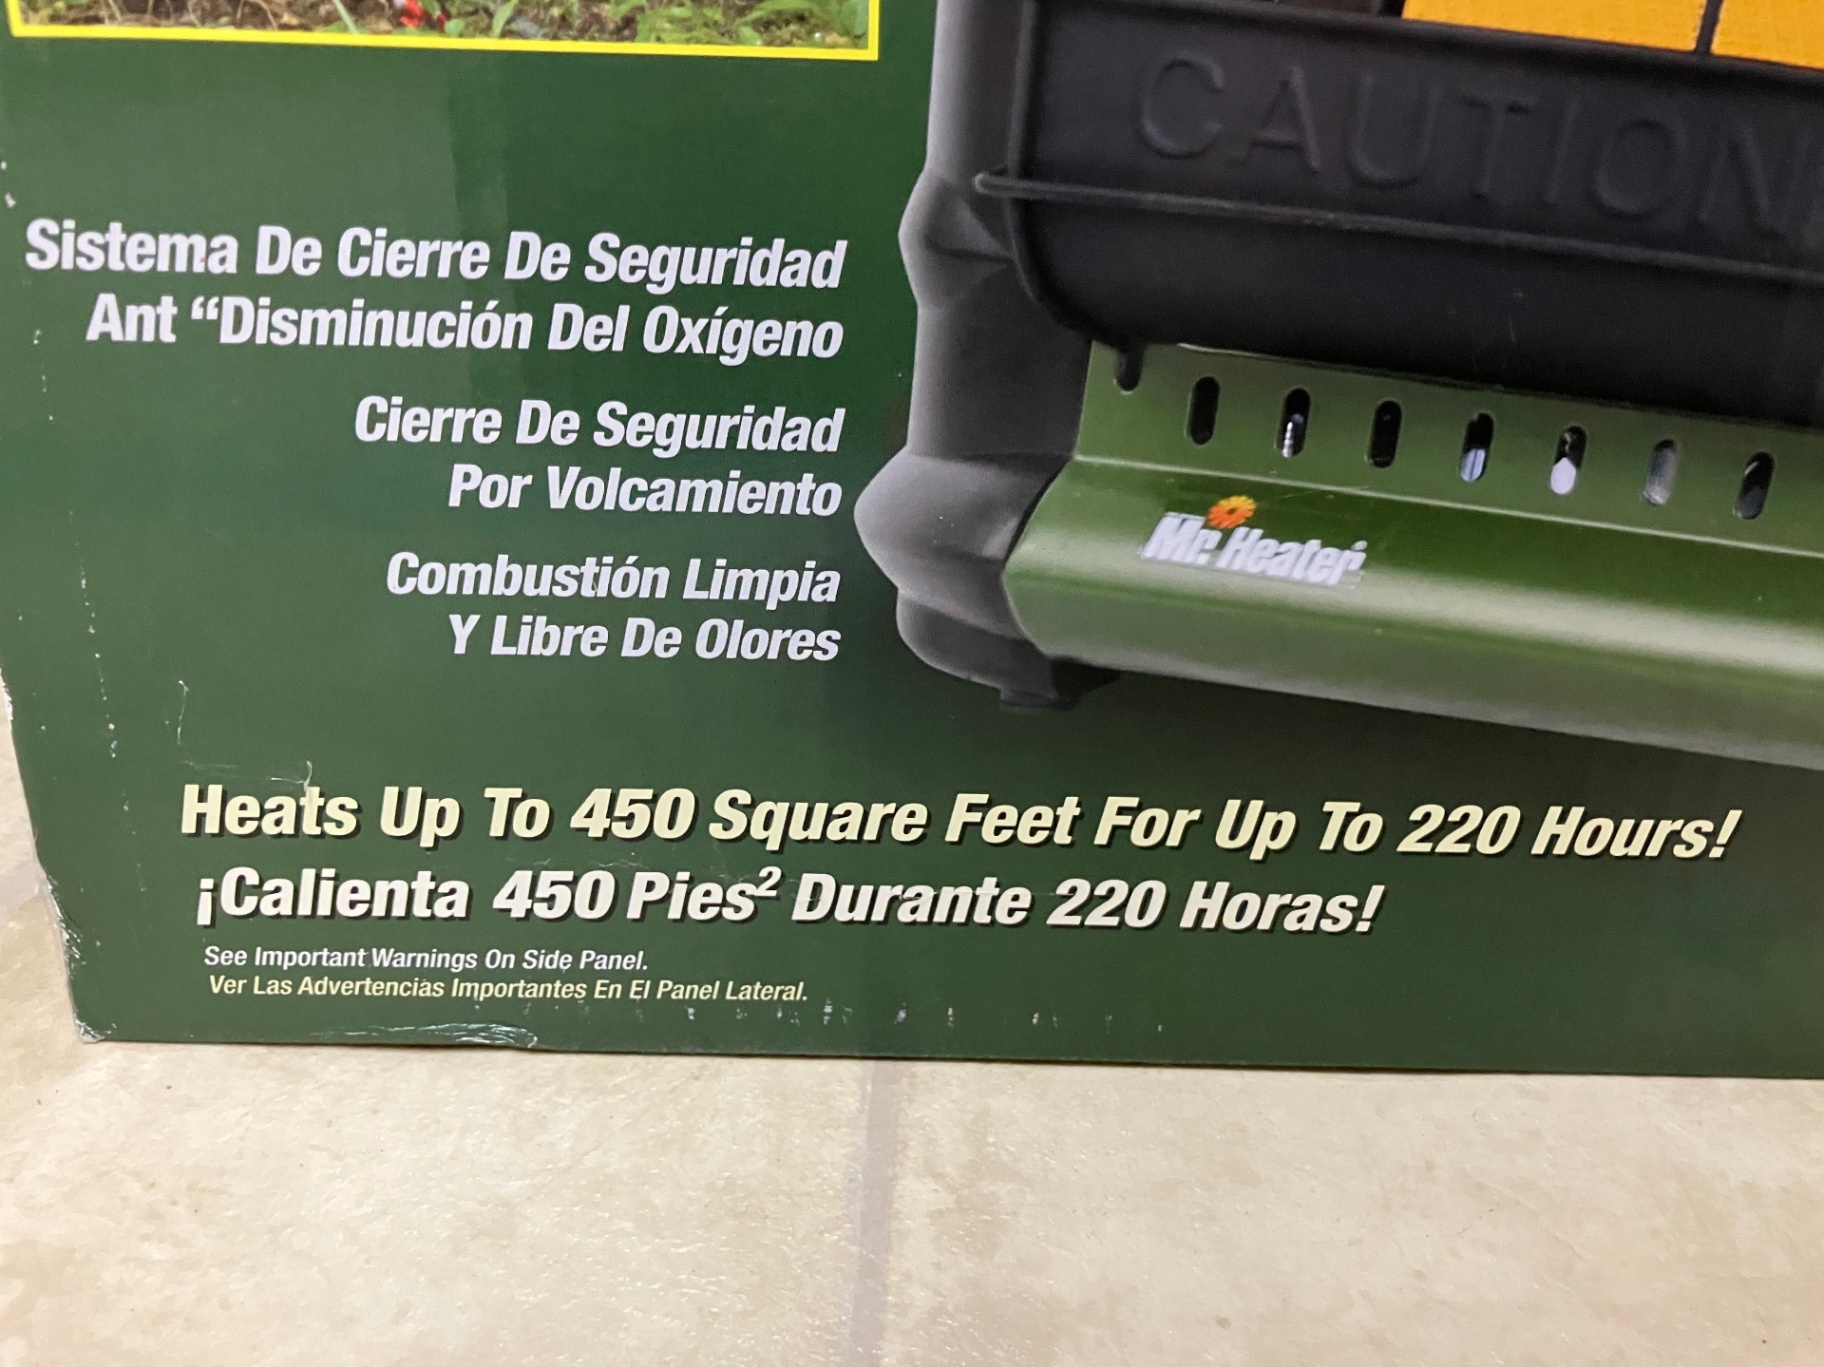 CAUTION
Sistema De Cierre De Seguridad
Ant “Disminución Del Oxígeno
Cierre De Seguridad
Por Volcamiento
Combustión Limpia
Y Libre De Olores
Mr. Heater
Heats Up To 450 Square Feet For Up To 220 Hours!
¡Calienta 450 Pies² Durante 220 Horas!
See Important Warnings On Side Panel.
Ver Las Advertencias Importantes En El Panel Lateral.